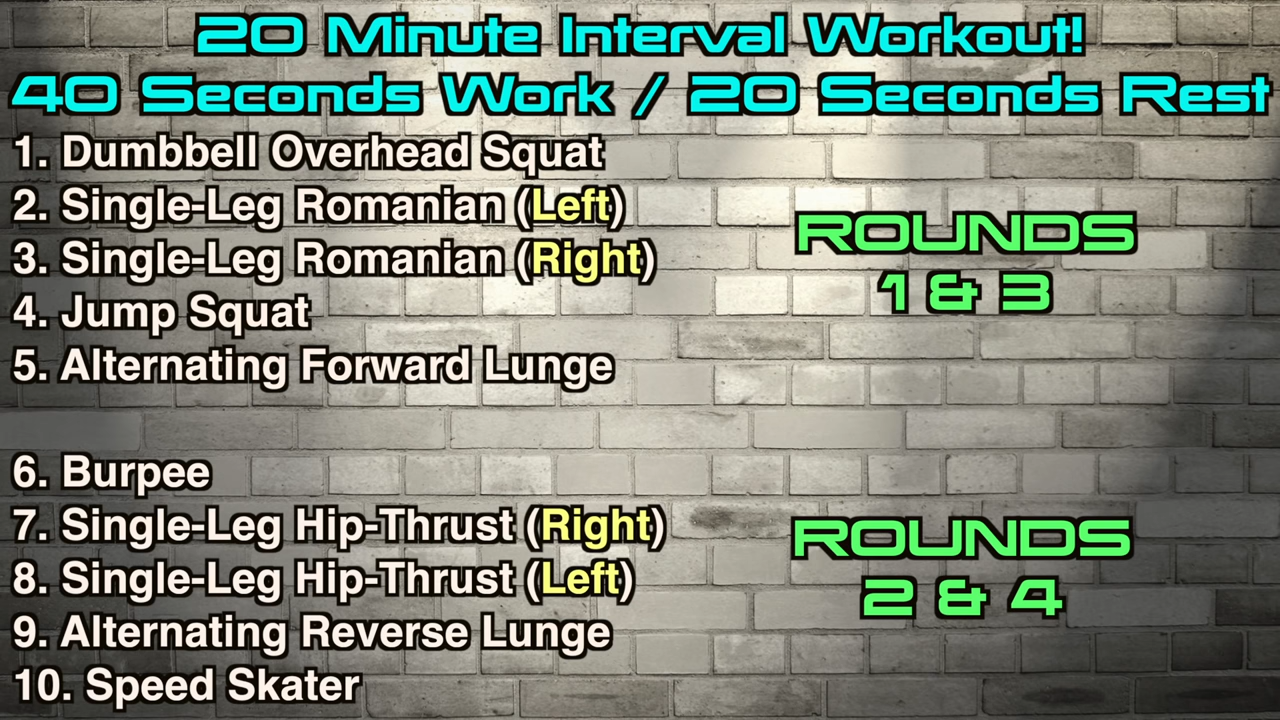 20 Minute Interval Workout!
40 Seconds Work / 20 Seconds Rest
1. Dumbbell Overhead Squat
2. Single-Leg Romanian (Left)
3. Single-Leg Romanian (Right)
4. Jump Squat
5. Alternating Forward Lunge
ROUNDS
1 & 3
6. Burpee
7. Single-Leg Hip-Thrust (Right)
8. Single-Leg Hip-Thrust (Left)
9. Alternating Reverse Lunge
10. Speed Skater
ROUNDS
2 & 4